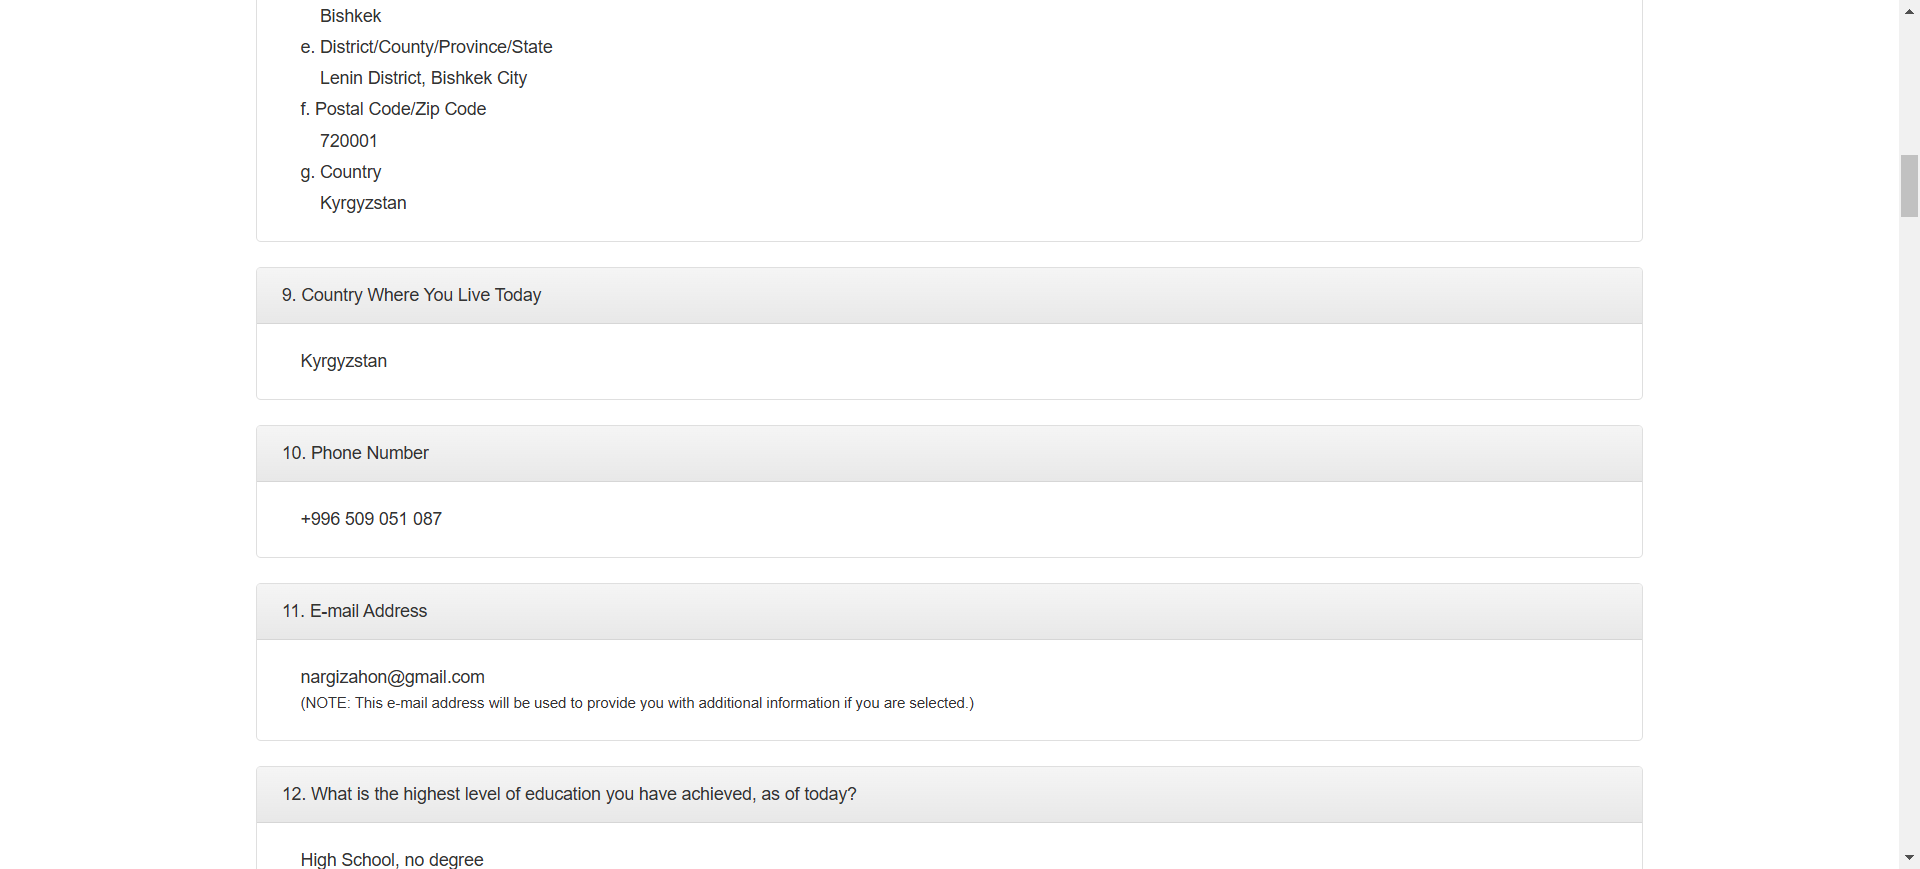 Bishkek
e. District/County/Province/State
Lenin District, Bishkek City
f. Postal Code/Zip Code
720001
g. Country
Kyrgyzstan
9. Country Where You Live Today
Kyrgyzstan
10. Phone Number
+996 509 051 087
11. E-mail Address
nargizahon@gmail.com
(NOTE: This e-mail address will be used to provide you with additional information if you are selected.)
12. What is the highest level of education you have achieved, as of today?
High School, no degree